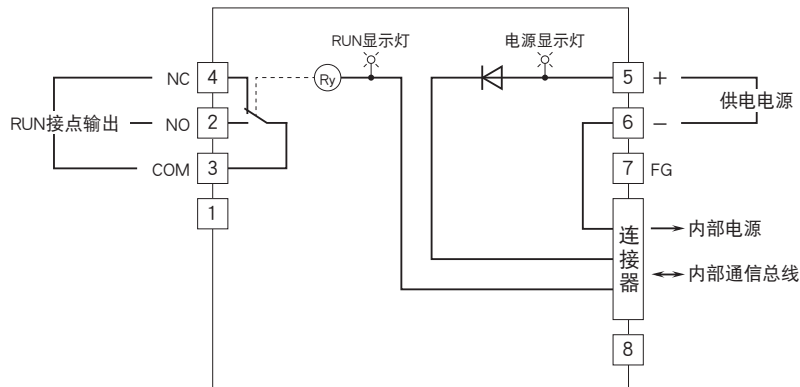 RUN显示灯
电源显示灯
NC
4
Ry
5
+
供电电源
RUN接点输出
NO
2
6
−
COM
3
7
FG
1
连接器
内部电源
内部通信总线
8